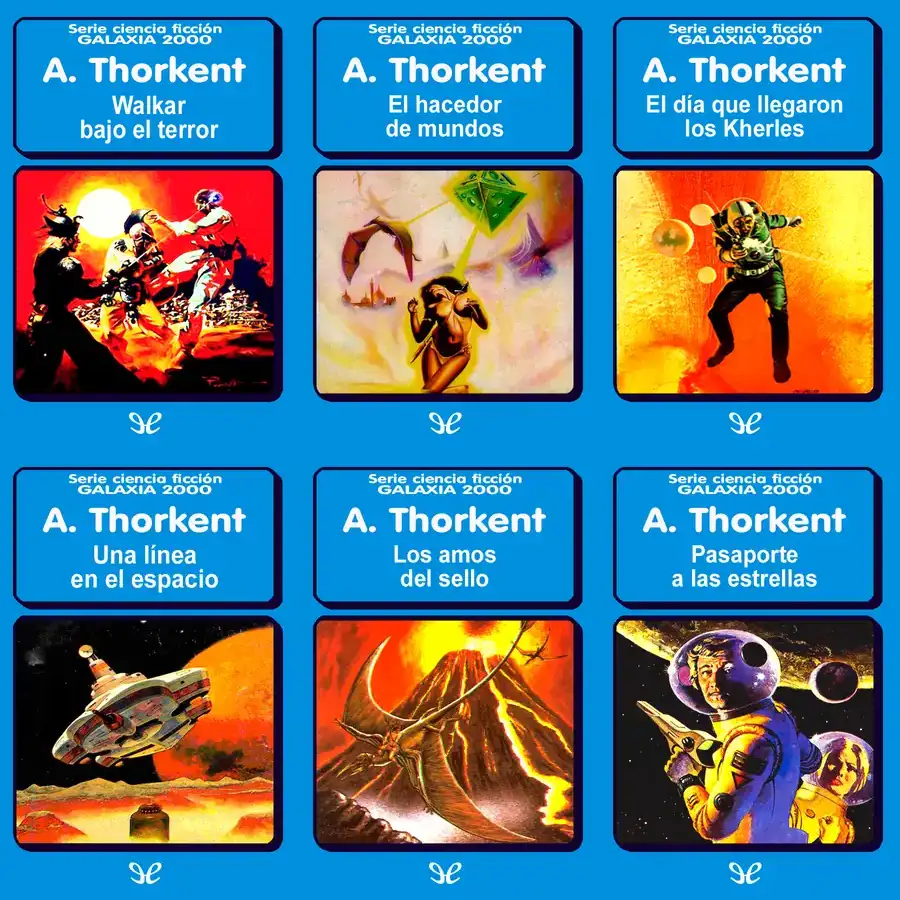 Serie ciencia ficción
GALAXIA 2000
A. Thorkent
Walkar
bajo el terror
Serie ciencia ficción
GALAXIA 2000
A. Thorkent
El hacedor
de mundos
Serie ciencia ficción
GALAXIA 2000
A. Thorkent
El día que llegaron
los Kherles
Serie ciencia ficción
GALAXIA 2000
A. Thorkent
Una línea
en el espacio
Serie ciencia ficción
GALAXIA 2000
A. Thorkent
Los amos
del sello
Serie ciencia ficción
GALAXIA 2000
A. Thorkent
Pasaporte
a las estrellas